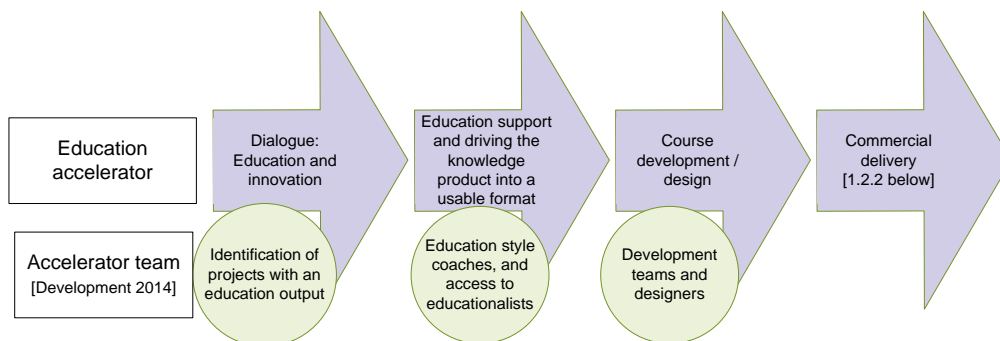 Education
accelerator
Dialogue:
Education and
innovation
Education support
and driving the
knowledge
product into a
usable format
Course
development /
design
Commercial
delivery
[1.2.2 below]
Accelerator team
[Development 2014]
Identification of
projects with an
education output
Education style
coaches, and
access to
educationalists
Development
teams and
designers